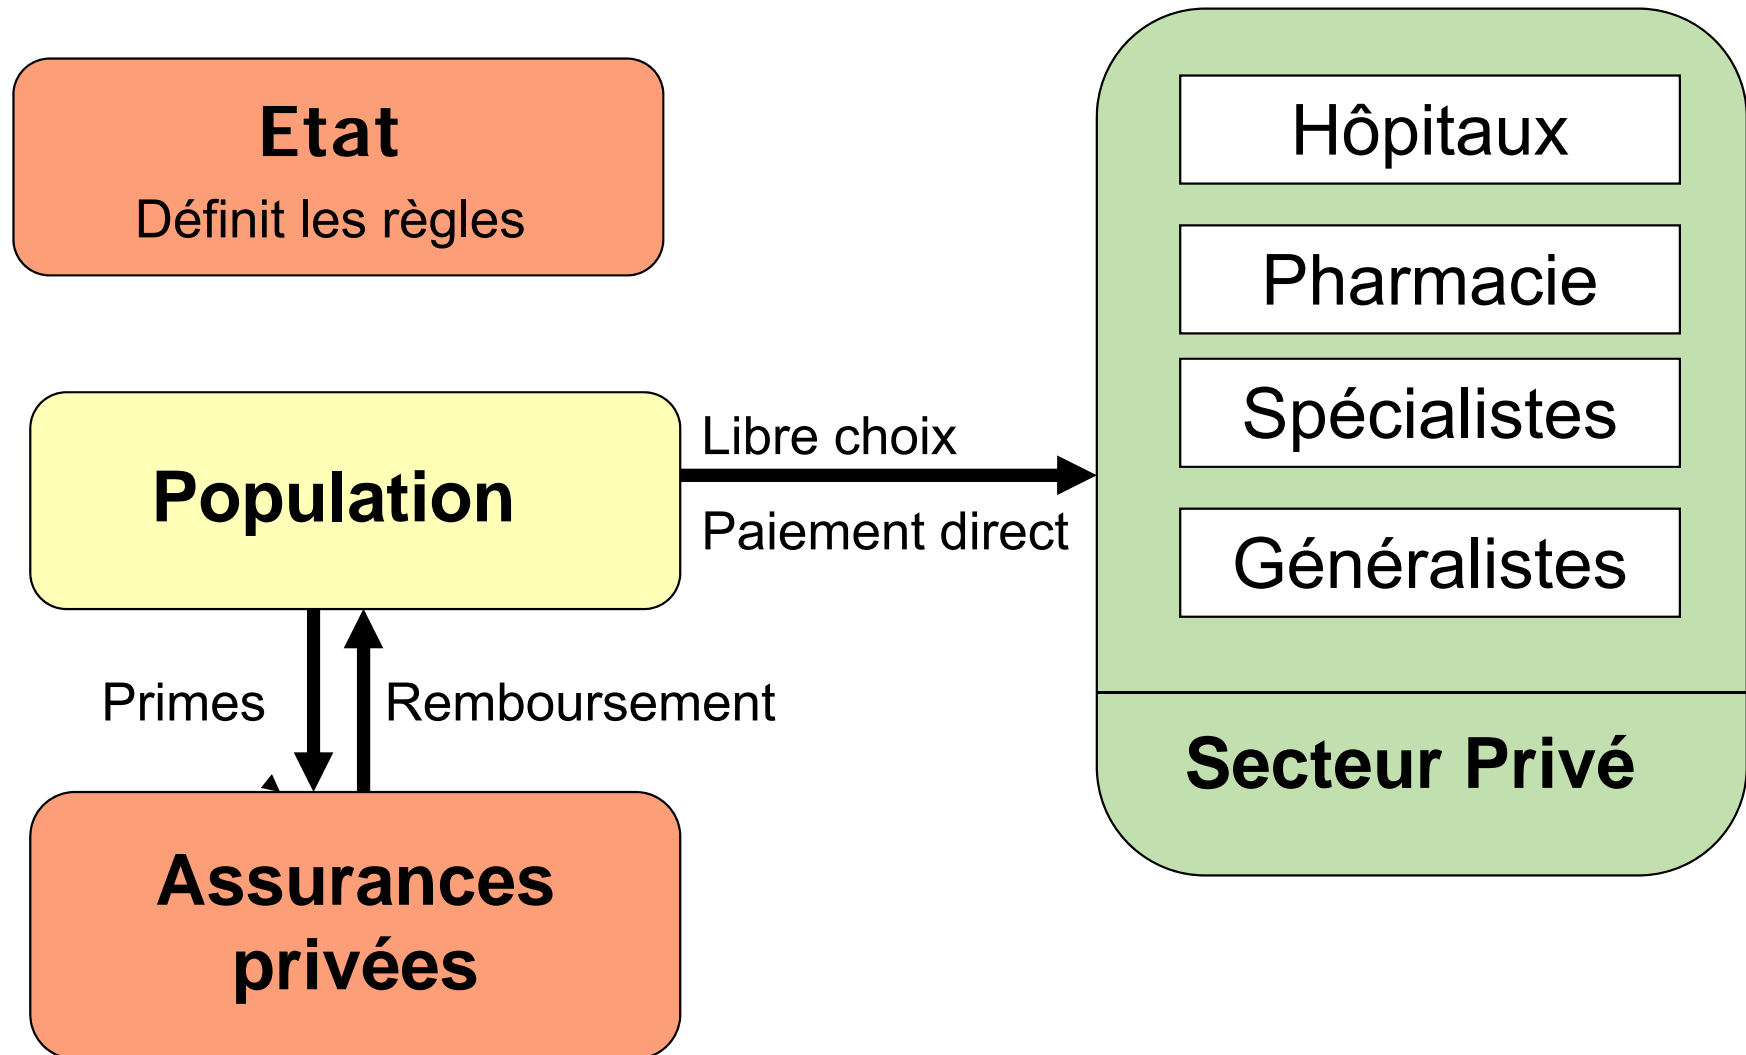 Etat
Définit les règles
Population
Libre choix
Paiement direct
Primes
Remboursement
Assurances
privées
Hôpitaux
Pharmacie
Spécialistes
Généralistes
Secteur Privé